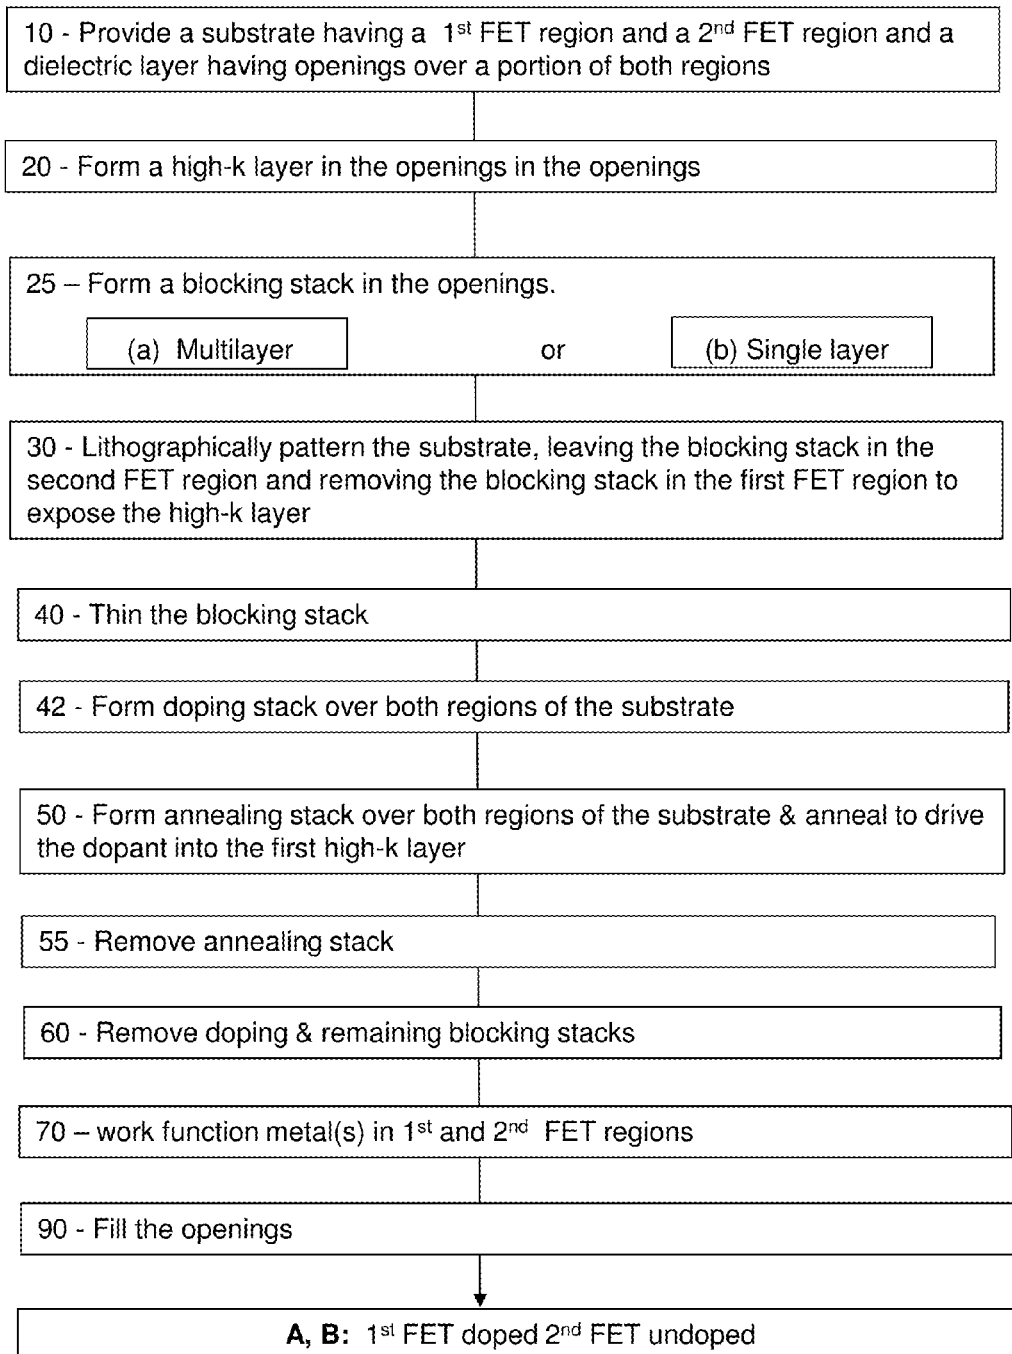 10 - Provide a substrate having a 1st FET region and a 2nd FET region and a
dielectric layer having openings over a portion of both regions
20 - Form a high-k layer in the openings in the openings
25 – Form a blocking stack in the openings.
(a) Multilayer or (b) Single layer
30 - Lithographically pattern the substrate, leaving the blocking stack in the
second FET region and removing the blocking stack in the first FET region to
expose the high-k layer
40 - Thin the blocking stack
42 - Form doping stack over both regions of the substrate
50 - Form annealing stack over both regions of the substrate & anneal to drive
the dopant into the first high-k layer
55 - Remove annealing stack
60 - Remove doping & remaining blocking stacks
70 – work function metal(s) in 1st and 2nd FET regions
90 - Fill the openings
A, B: 1st FET doped 2nd FET undoped